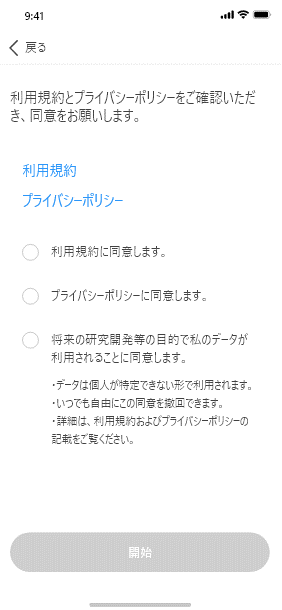 9:41
戻る
利用規約とプライバシーポリシーをご確認いただ
き、同意をお願いします。
利用規約
プライバシーポリシー
利用規約に同意します。
プライバシーポリシーに同意します。
将来の研究開発等の目的で私のデータが
利用されることに同意します。
・データは個人が特定できない形で利用されます。
・いつでも自由にこの同意を撤回できます。
・詳細は、利用規約およびプライバシーポリシーの
記載をご覧ください。
開始